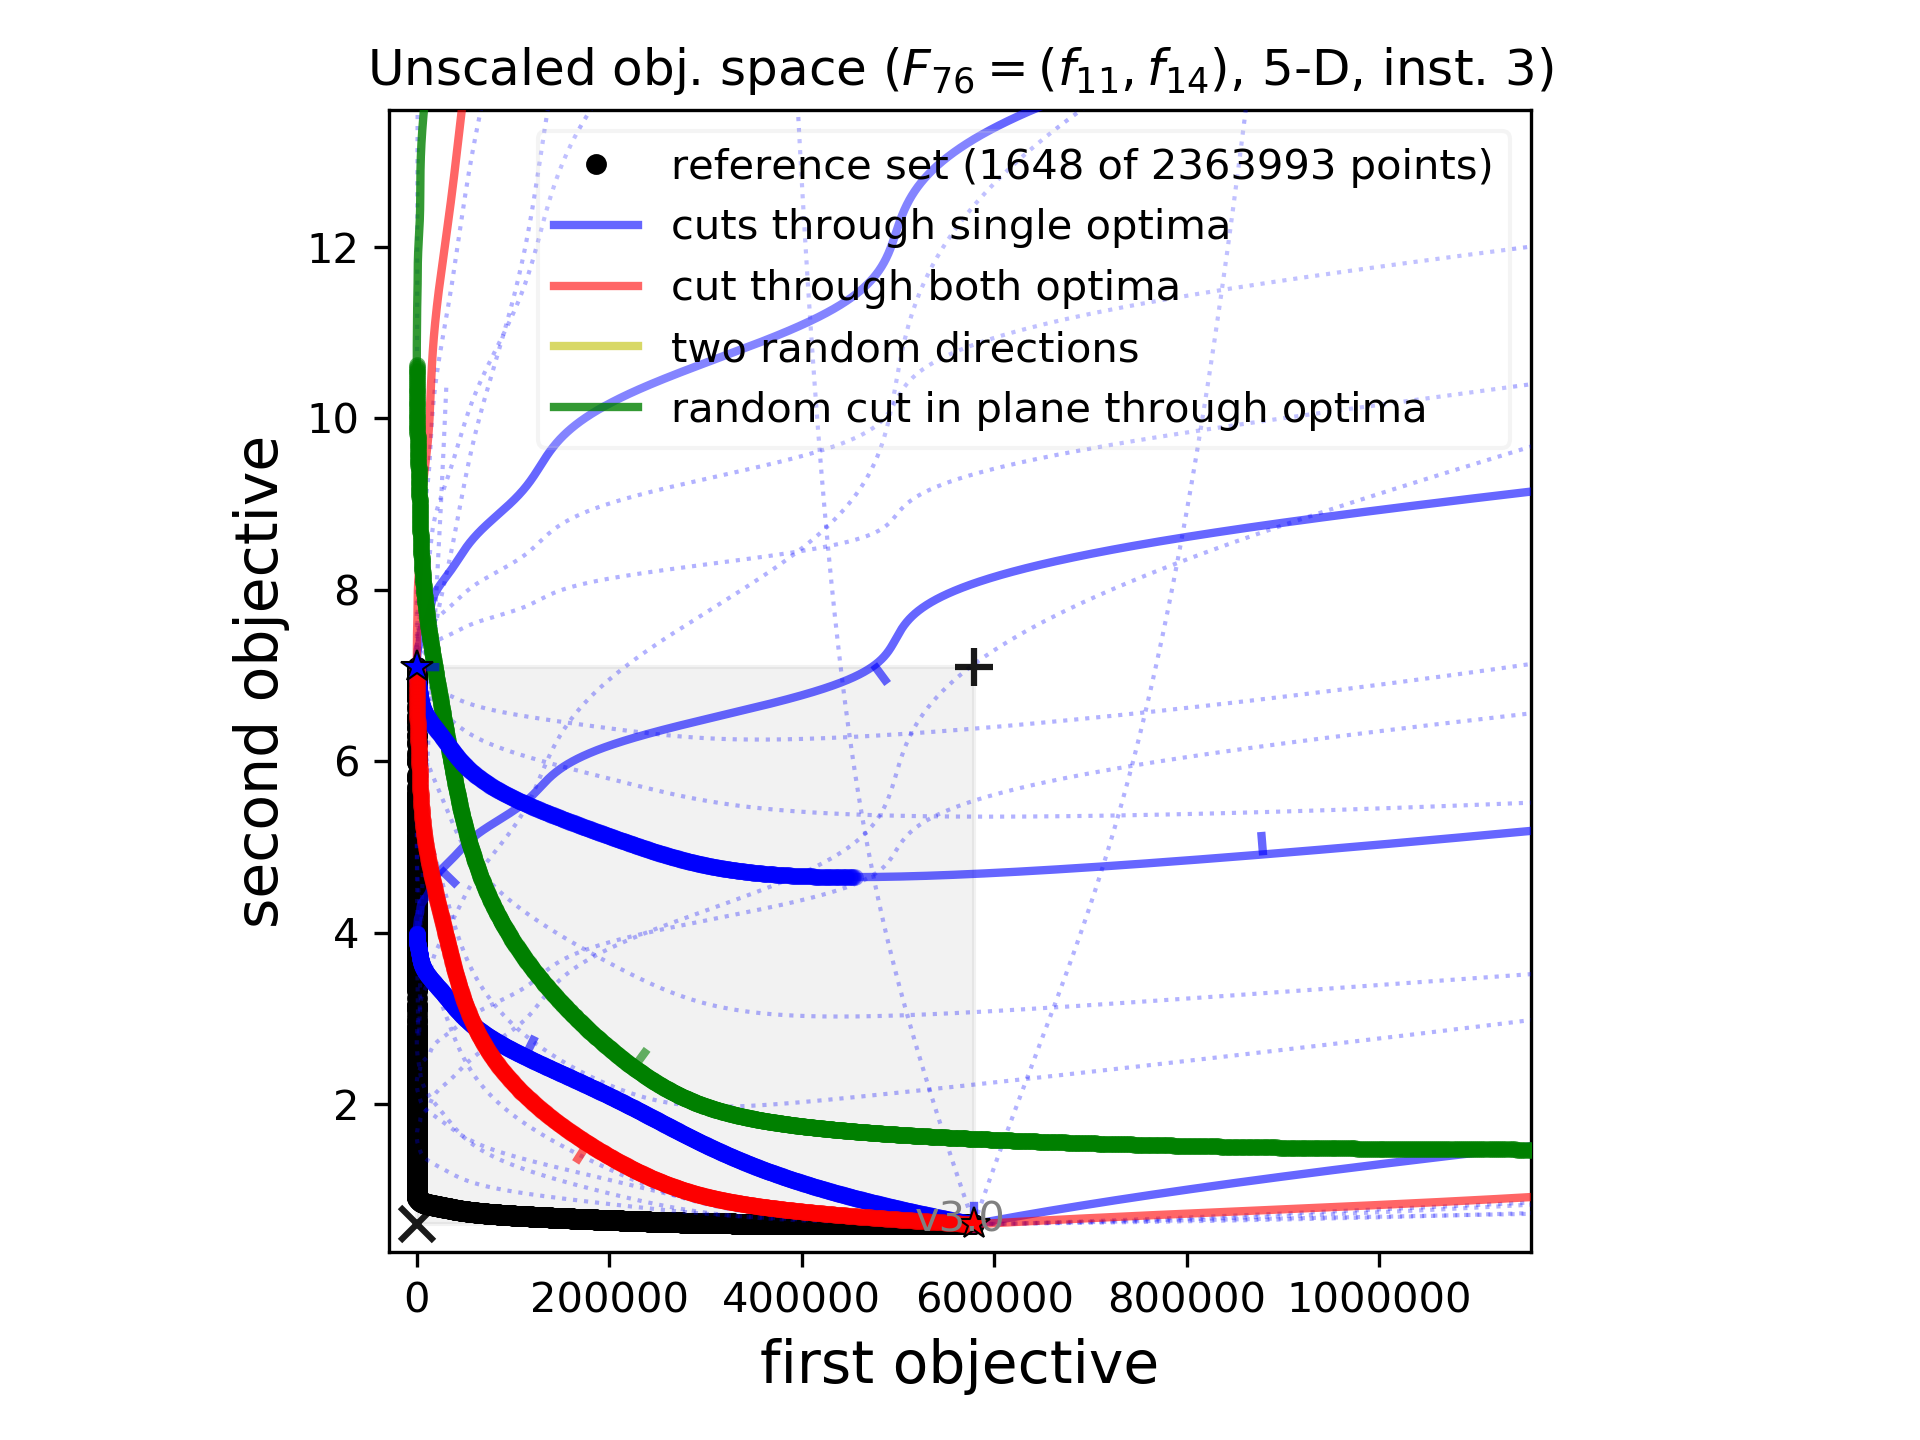 Unscaled obj. space (F76 = (f11, f14), 5-D, inst. 3)
reference set (1648 of 2363993 points)
cuts through single optima
cut through both optima
two random directions
random cut in plane through optima
12
10
8
6
4
2
second objective
v3.0
0 200000 400000 600000 800000 1000000
first objective